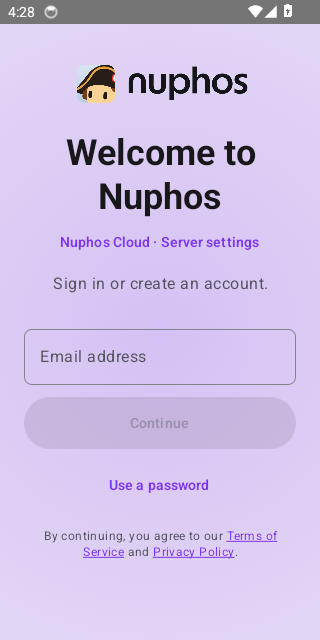 4:28
nuphos
Welcome to
Nuphos
Nuphos Cloud · Server settings
Sign in or create an account.
Email address
Continue
Use a password
By continuing, you agree to our Terms of
Service and Privacy Policy.